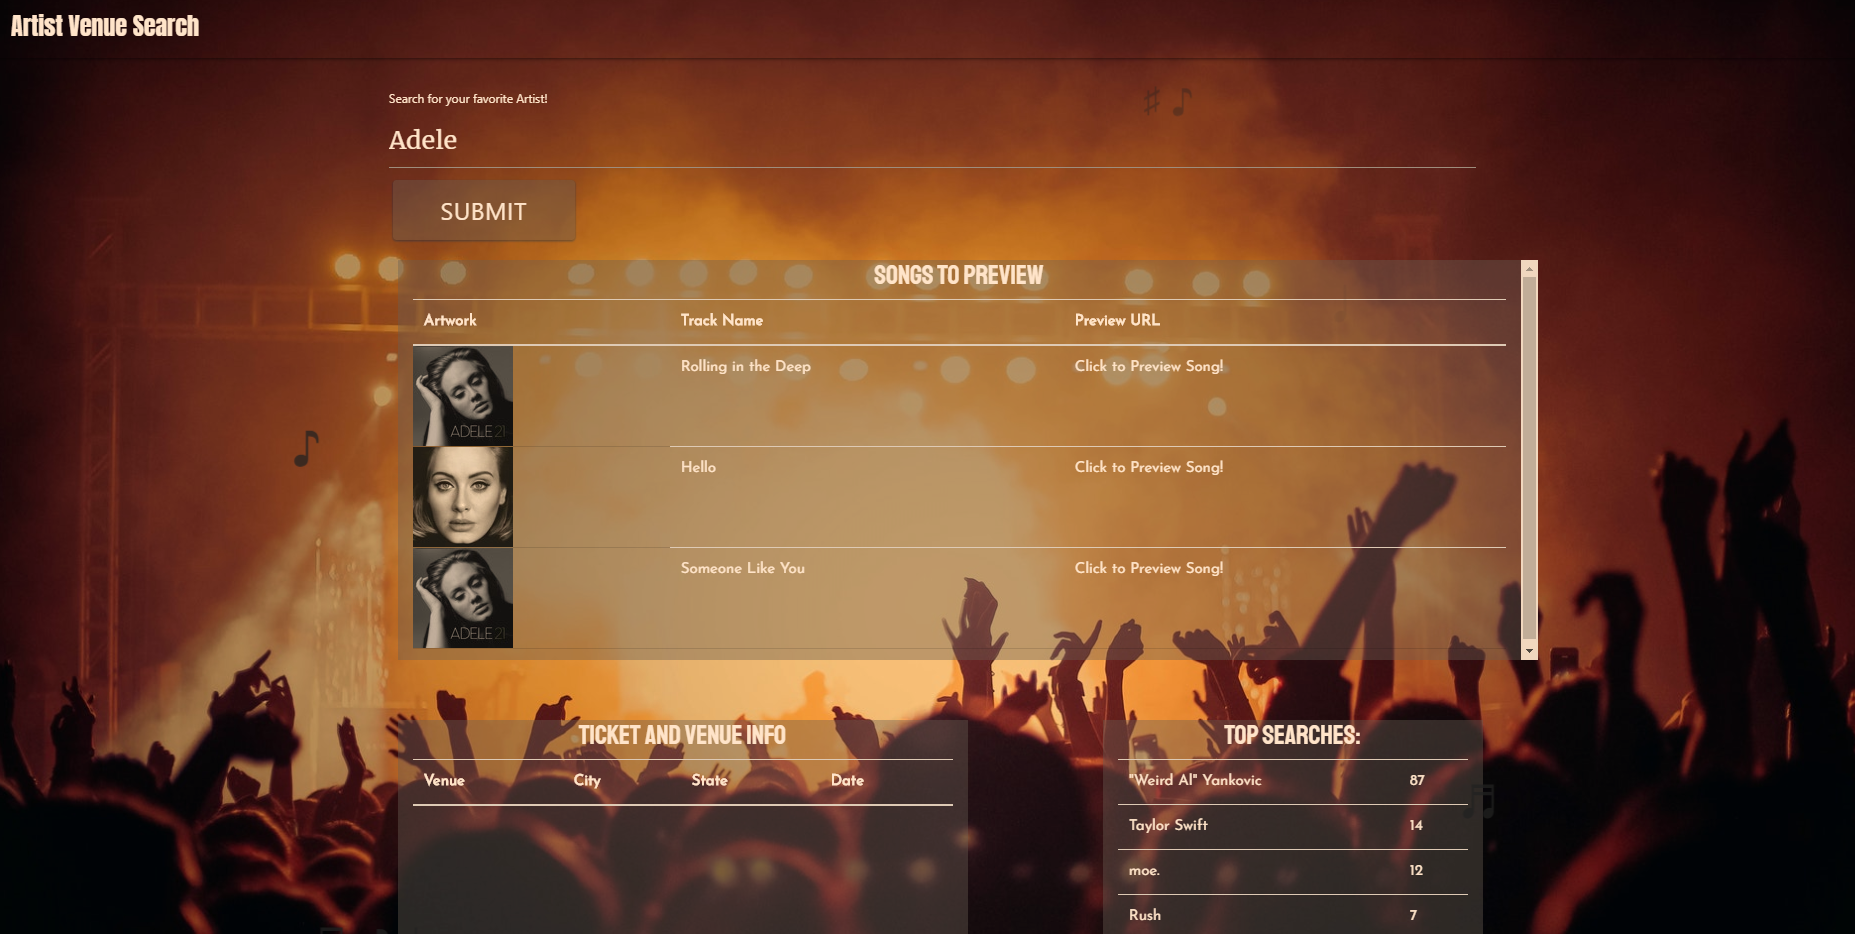 Artist Venue Search
Search for your favorite Artist!
Adele
SUBMIT
SONGS TO PREVIEW
Artwork Track Name Preview URL
ADELE 21 Rolling in the Deep Click to Preview Song!
Hello Click to Preview Song!
ADELE 21 Someone Like You Click to Preview Song!
TICKET AND VENUE INFO
Venue City State Date
TOP SEARCHES:
"Weird Al" Yankovic 87
Taylor Swift 14
moe. 12
Rush 7